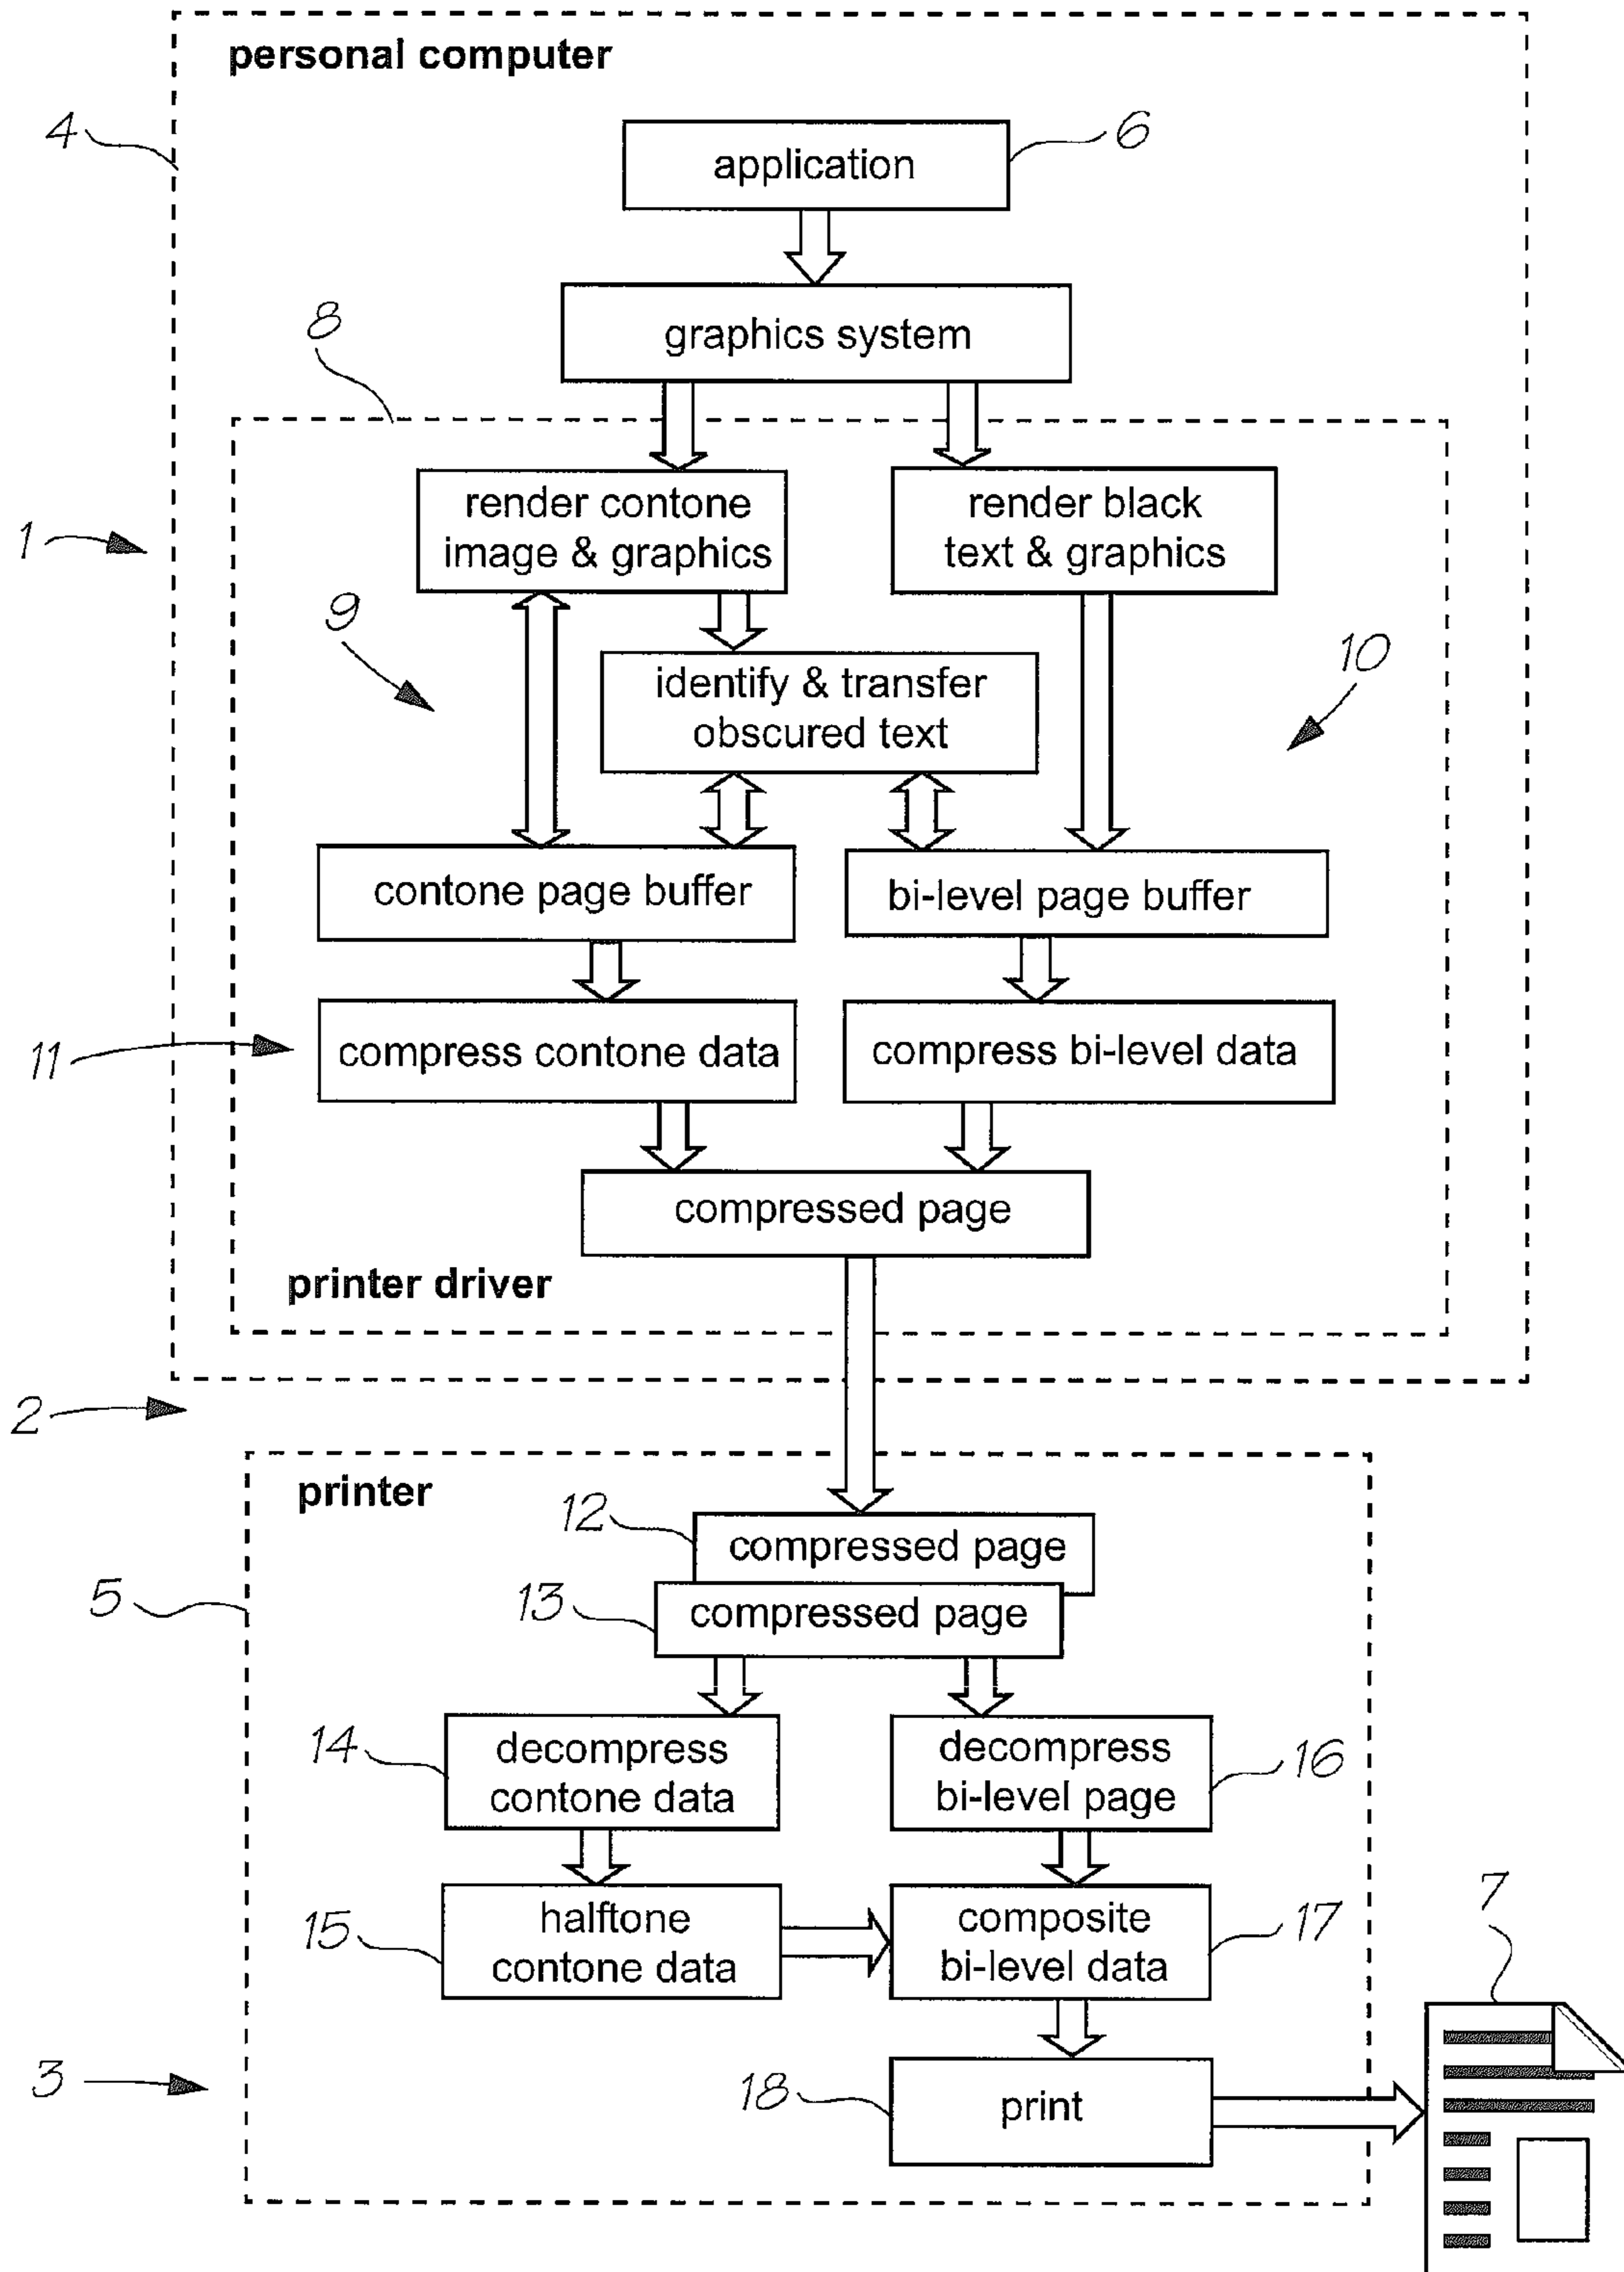 personal computer
4
6
application
graphics system
8
render contone
image & graphics
render black
text & graphics
1
9
identify & transfer
obscured text
10
contone page buffer
bi-level page buffer
11
compress contone data
compress bi-level data
compressed page
printer driver
2
printer
12
compressed page
5
13
compressed page
14
decompress
contone data
decompress
bi-level page
16
15
halftone
contone data
composite
bi-level data
17
7
3
18
print